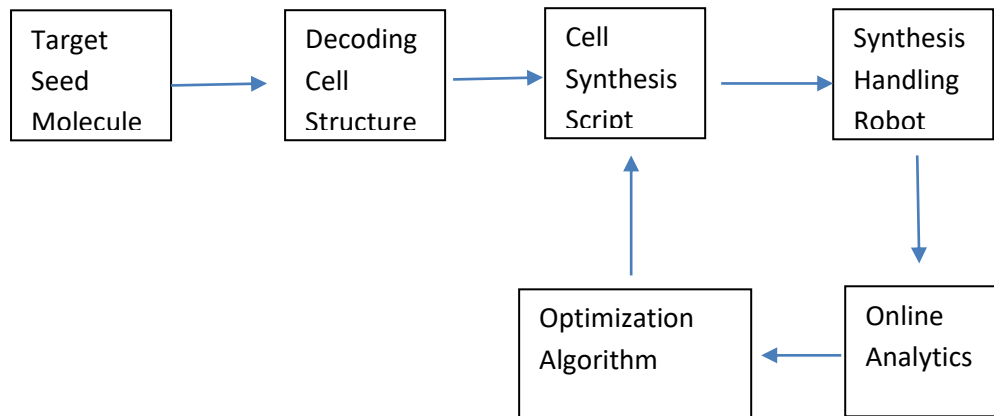 Target
Seed
Molecule
Decoding
Cell
Structure
Cell
Synthesis
Script
Synthesis
Handling
Robot
Optimization
Algorithm
Online
Analytics